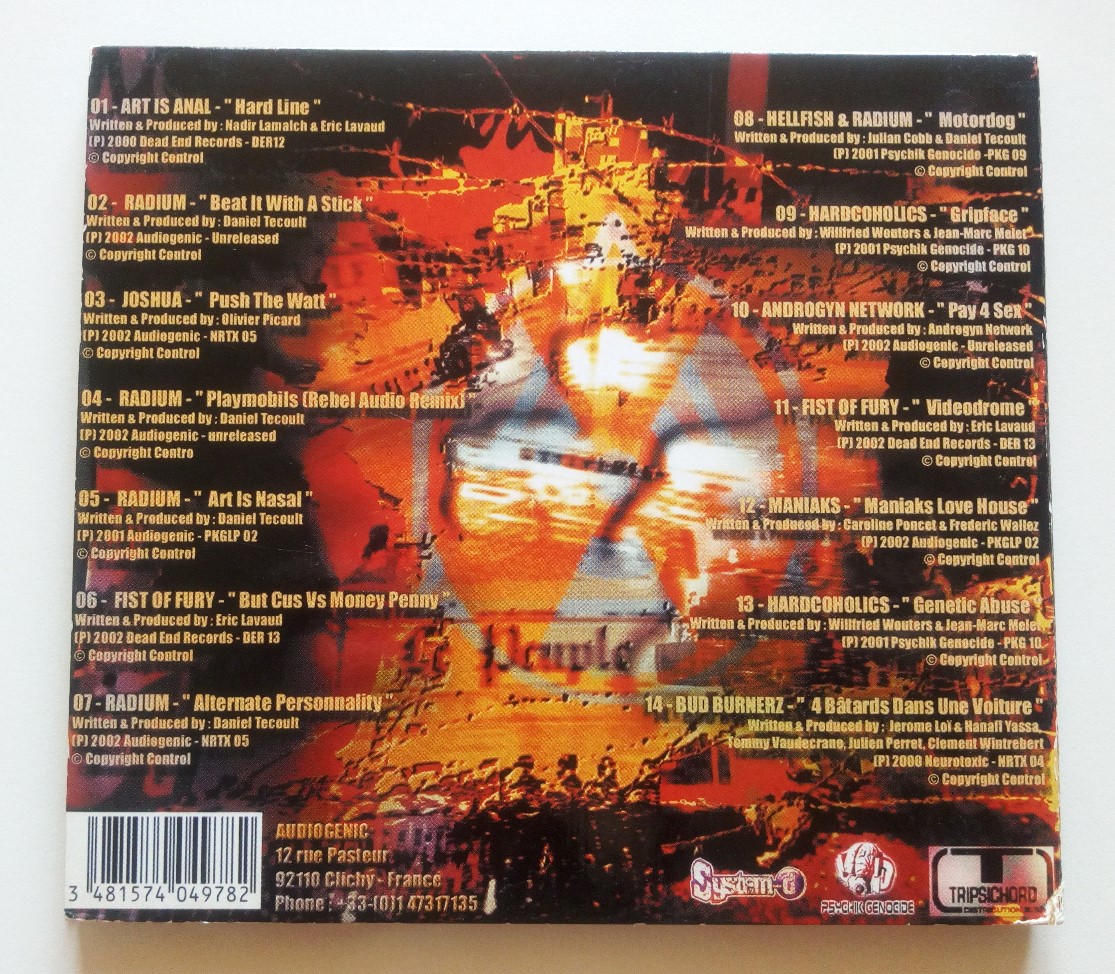 01 - ART IS ANAL - " Hard Line "
Written & Produced by : Nadir Lamalch & Eric Lavaud
(P) 2000 Dead End Records - DER12
© Copyright Control
02 - RADIUM - " Beat It With A Stick "
Written & Produced by : Daniel Tecoult
(P) 2002 Audiogenic - Unreleased
© Copyright Control
03 - JOSHUA - " Push The Watt "
Written & Produced by : Olivier Picard
(P) 2002 Audiogenic - NRTX 05
© Copyright Control
04 - RADIUM - " Playmobils (Rebel Audio Remix) "
Written & Produced by : Daniel Tecoult
(P) 2002 Audiogenic - unreleased
© Copyright Contro
05 - RADIUM - " Art Is Nasal "
Written & Produced by : Daniel Tecoult
(P) 2001 Audiogenic - PKGLP 02
© Copyright Control
06 - FIST OF FURY - " But Cus Vs Money Penny "
Written & Produced by : Eric Lavaud
(P) 2002 Dead End Records - DER 13
© Copyright Control
07 - RADIUM - " Alternate Personnality "
Written & Produced by : Daniel Tecoult
(P) 2002 Audiogenic - NRTX 05
© Copyright Control
08 - HELLFISH & RADIUM - " Motordog "
Written & Produced by : Julian Cobb & Daniel Tecoult
(P) 2001 Psychik Genocide -PKG 09
© Copyright Control
09 - HARDCOHOLICS - " Gripface "
Written & Produced by : Willfried Wouters & Jean-Marc Melet
(P) 2001 Psychik Genocide - PKG 10
© Copyright Control
10 - ANDROGYN NETWORK - " Pay 4 Sex "
Written & Produced by : Androgyn Network
(P) 2002 Audiogenic - Unreleased
© Copyright Control
11 - FIST OF FURY - " Videodrome "
Written & Produced by : Eric Lavaud
(P) 2002 Dead End Records - DER 13
© Copyright Control
12 - MANIAKS - " Maniaks Love House "
Written & Produced by : Caroline Poncet & Frederic Wallez
(P) 2002 Audiogenic - PKGLP 02
© Copyright Control
13 - HARDCOHOLICS - " Genetic Abuse "
Written & Produced by : Willfried Wouters & Jean-Marc Melet
(P) 2001 Psychik Genocide - PKG 10
© Copyright Control
14 - BUD BURNERZ - " 4 Bâtards Dans Une Voiture "
Written & Produced by : Jerome Loï & Hanafi Yassa,
Tommy Vaudecrane, Julien Perret, Clement Wintrebert
(P) 2000 Neurotoxic - NRTX 04
© Copyright Control
Le Peuple
3 481574 049782
AUDIOGENIC
12 rue Pasteur
92110 Clichy - France
Phone : +33-(0)1 47317135
System-D
PSYCHIK GENOCIDE
TRIPSICHORD
DISTRIBUTION